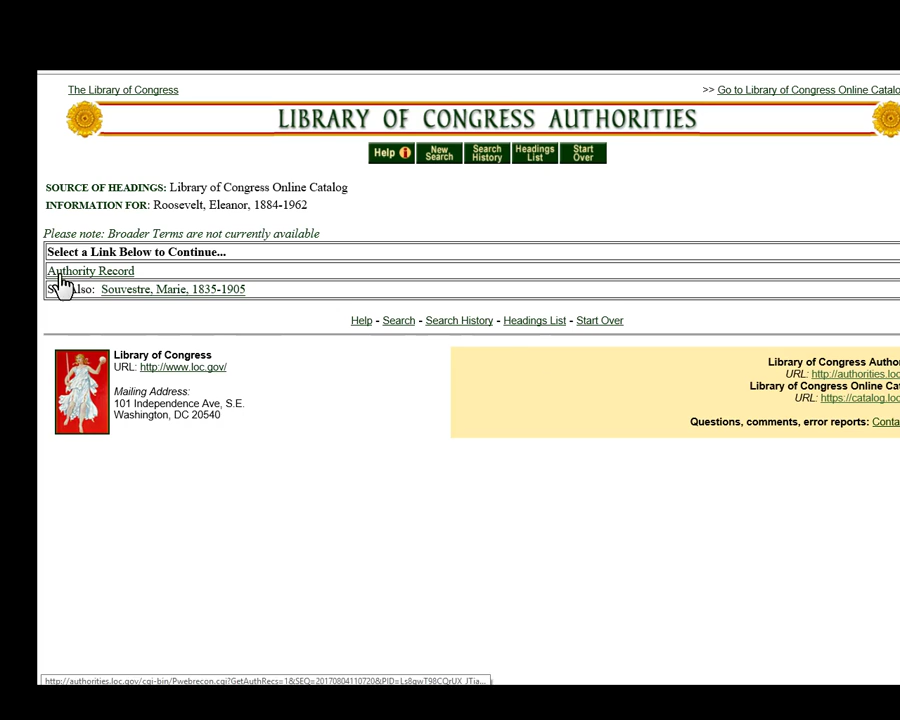 The Library of Congress >> Go to Library of Congress Online Catalo
LIBRARY OF CONGRESS AUTHORITIES
Help New Search Search History Headings List Start Over
SOURCE OF HEADINGS: Library of Congress Online Catalog
INFORMATION FOR: Roosevelt, Eleanor, 1884-1962
Please note: Broader Terms are not currently available
Select a Link Below to Continue...
Authority Record
Also: Souvestre, Marie, 1835-1905
Help - Search - Search History - Headings List - Start Over
Library of Congress
URL: http://www.loc.gov/
Mailing Address:
101 Independence Ave, S.E.
Washington, DC 20540
Library of Congress Autho
URL: http://authorities.loc
Library of Congress Online Ca
URL: https://catalog.loc
Questions, comments, error reports: Conta